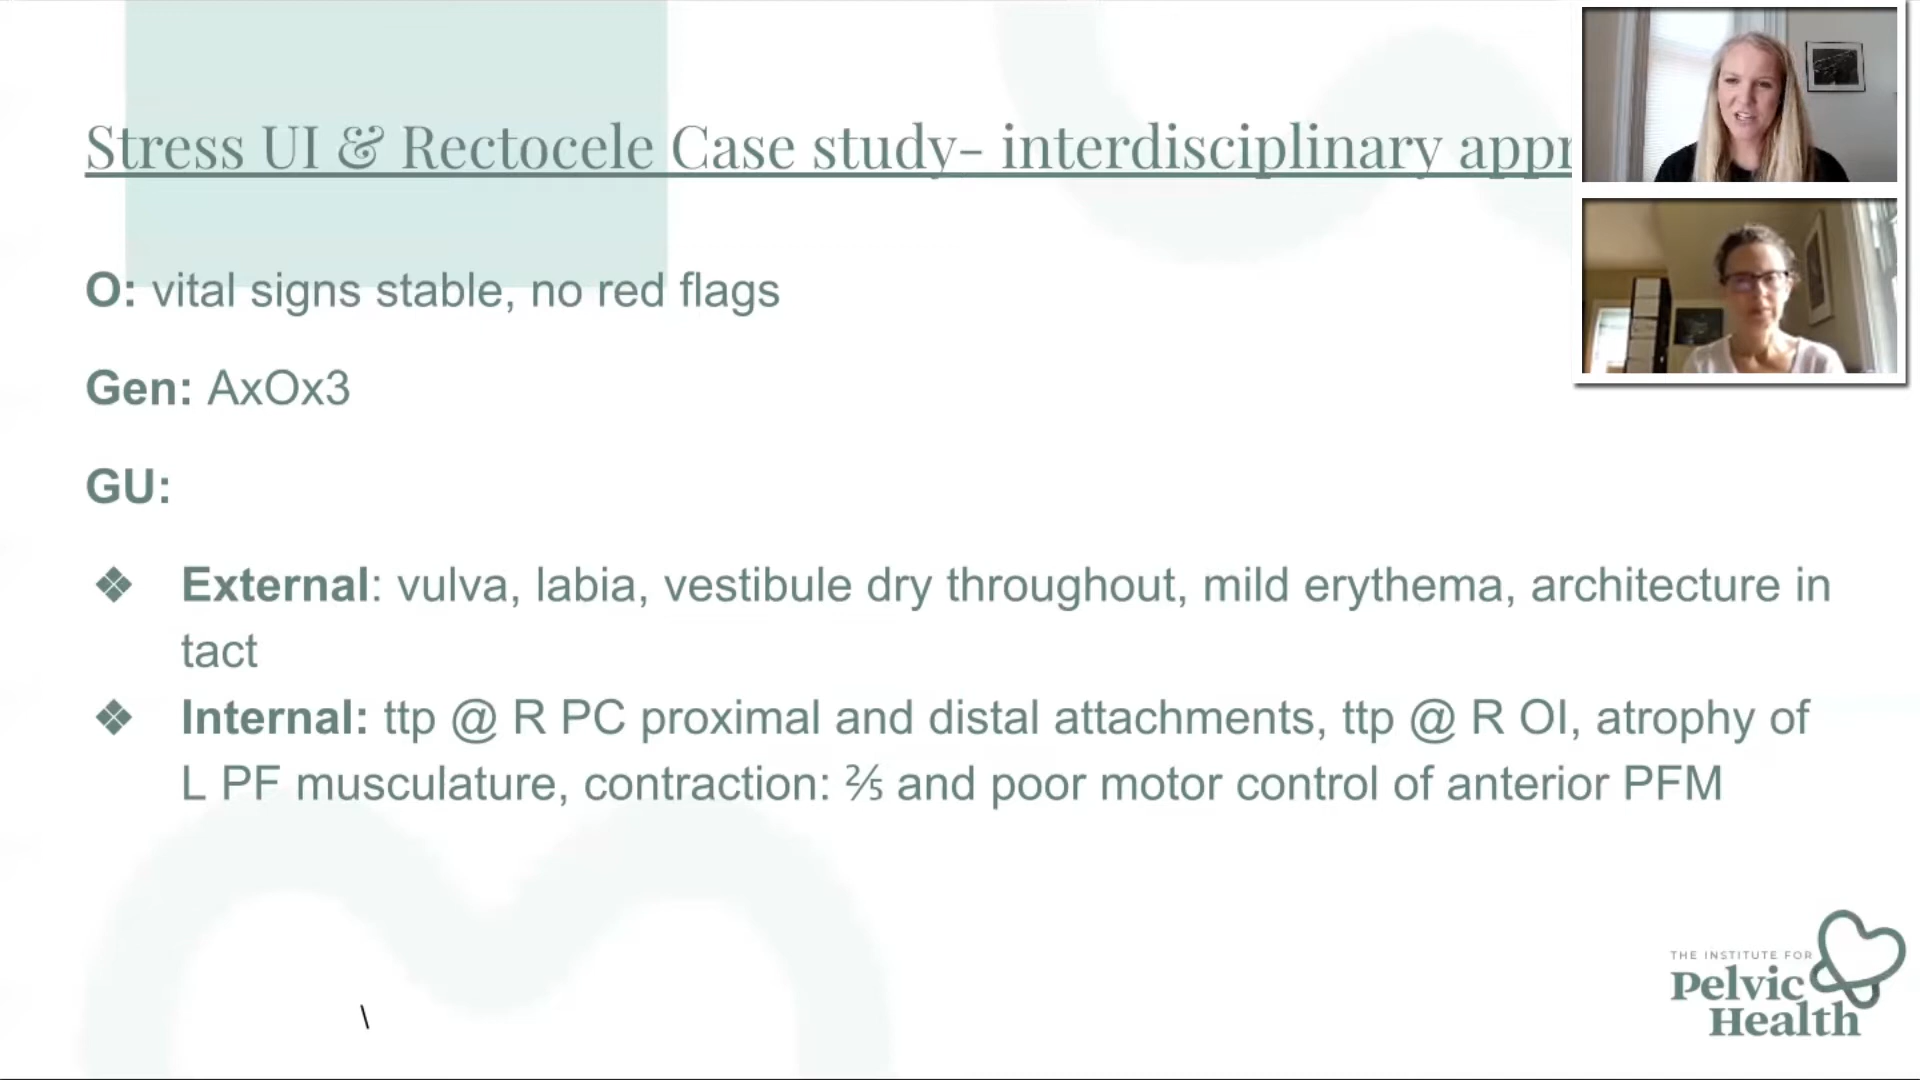 Stress UI & Rectocele Case study- interdisciplinary appr
O: vital signs stable, no red flags
Gen: AxOx3
GU:
❖ External: vulva, labia, vestibule dry throughout, mild erythema, architecture in
tact
❖ Internal: ttp @ R PC proximal and distal attachments, ttp @ R OI, atrophy of
L PF musculature, contraction: ⅖ and poor motor control of anterior PFM
\
THE INSTITUTE FOR
Pelvic
Health